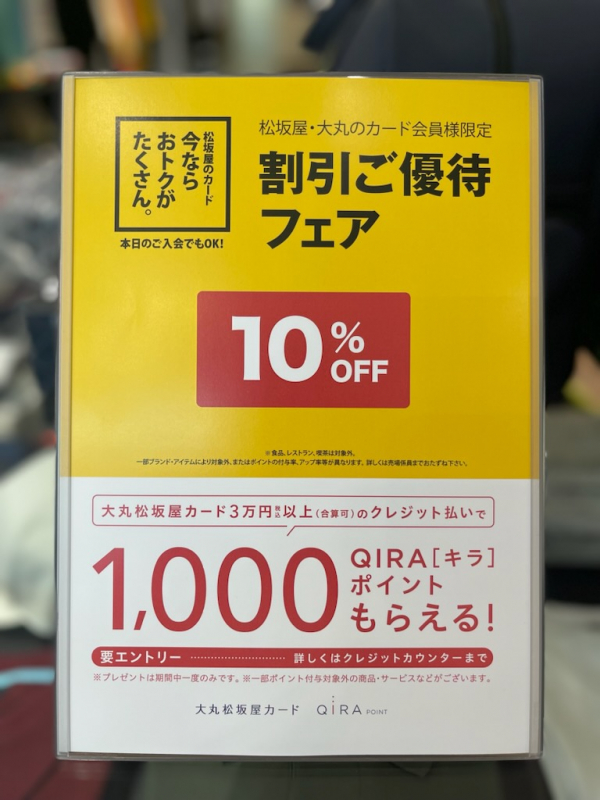 松坂屋のカード
今なら
おトクが
たくさん。
本日のご入会でもOK!
松坂屋・大丸のカード会員様限定
割引ご優待
フェア
10%
OFF
※食品、レストラン、喫茶は対象外。
一部ブランド・アイテムにより対象外、またはポイントの付与率、アップ率等が異なります。詳しくは売場係員までおたずね下さい。
大丸松坂屋カード3万円税込以上(合算可)のクレジット払いで
1,000
QIRA[キラ]
ポイント
もらえる!
要エントリー 詳しくはクレジットカウンターまで
※プレゼントは期間中一度のみです。※一部ポイント付与対象外の商品・サービスなどがございます。
大丸松坂屋カード QIRA POINT